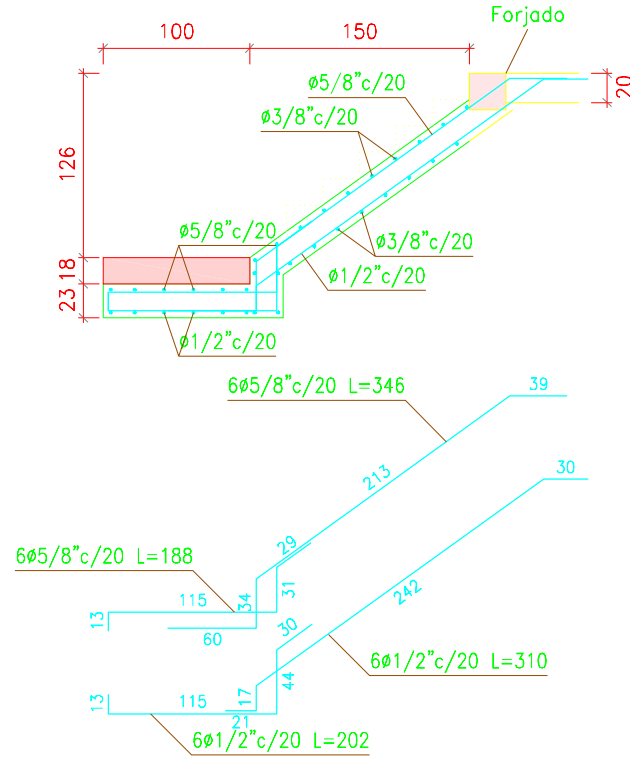 Forjado
100
150
20
ø5/8"c/20
ø3/8"c/20
126
ø5/8"c/20
ø3/8"c/20
18
ø1/2"c/20
23
ø1/2"c/20
6ø5/8"c/20 L=346
39
30
213
29
6ø5/8"c/20 L=188
115
34
31
242
13
60
30
6ø1/2"c/20 L=310
44
17
13
115
21
6ø1/2"c/20 L=202